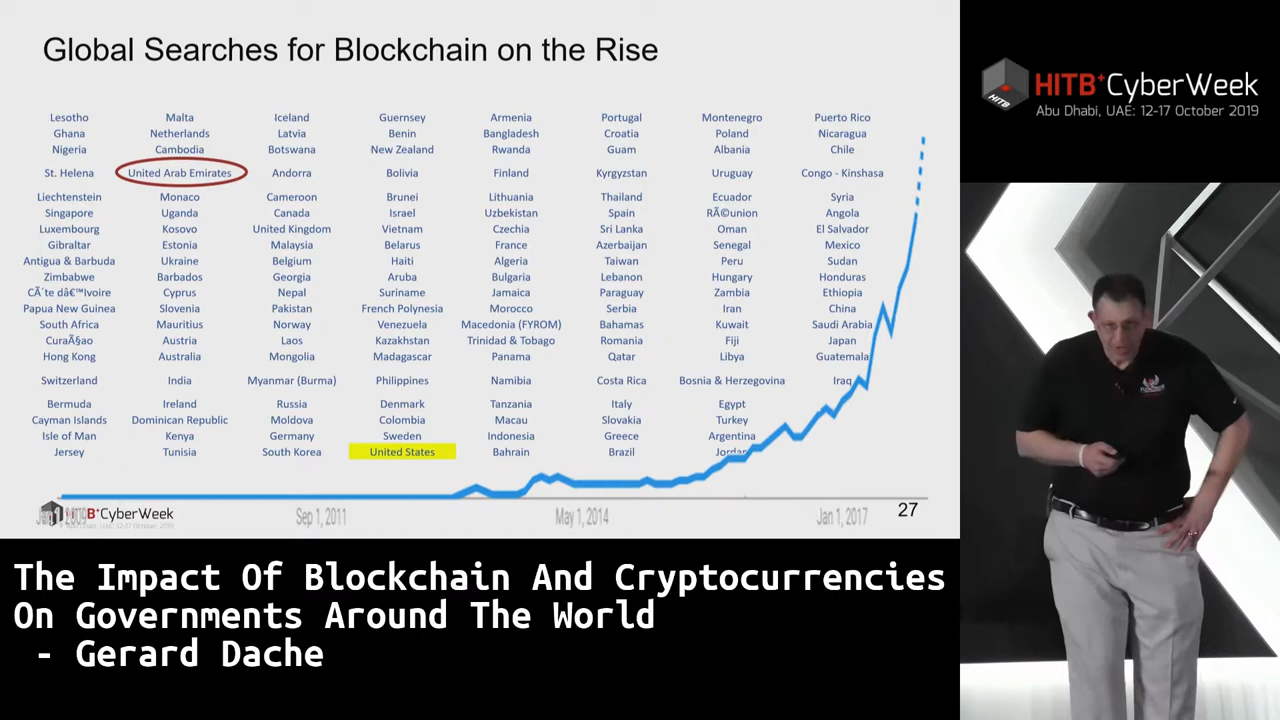 Global Searches for Blockchain on the Rise
Lesotho Malta Iceland Guernsey Armenia Portugal Montenegro Puerto Rico
Ghana Netherlands Latvia Benin Bangladesh Croatia Poland Nicaragua
Nigeria Cambodia Botswana New Zealand Rwanda Guam Albania Chile
St. Helena United Arab Emirates Andorra Bolivia Finland Kyrgyzstan Uruguay Congo - Kinshasa
Liechtenstein Monaco Cameroon Brunei Lithuania Thailand Ecuador Syria
Singapore Uganda Canada Israel Uzbekistan Spain RÃ©union Angola
Luxembourg Kosovo United Kingdom Vietnam Czechia Sri Lanka Oman El Salvador
Gibraltar Estonia Malaysia Belarus France Azerbaijan Senegal Mexico
Antigua & Barbuda Ukraine Belgium Haiti Algeria Taiwan Peru Sudan
Zimbabwe Barbados Georgia Aruba Bulgaria Lebanon Hungary Honduras
CÃ´te dâ€™Ivoire Cyprus Nepal Suriname Jamaica Paraguay Zambia Ethiopia
Papua New Guinea Slovenia Pakistan French Polynesia Morocco Serbia Iran China
South Africa Mauritius Norway Venezuela Macedonia (FYROM) Bahamas Kuwait Saudi Arabia
CuraÃ§ao Austria Laos Kazakhstan Trinidad & Tobago Romania Fiji Japan
Hong Kong Australia Mongolia Madagascar Panama Qatar Libya Guatemala
Switzerland India Myanmar (Burma) Philippines Namibia Costa Rica Bosnia & Herzegovina Iraq
Bermuda Ireland Russia Denmark Tanzania Italy Egypt
Cayman Islands Dominican Republic Moldova Colombia Macau Slovakia Turkey
Isle of Man Kenya Germany Sweden Indonesia Greece Argentina
Jersey Tunisia South Korea United States Bahrain Brazil Jordan
HITB+CyberWeek
Sep 1, 2011 May 1, 2014 Jan 1, 2017
27
HITB+CyberWeek
Abu Dhabi, UAE: 12-17 October 2019
HITB
The Impact Of Blockchain And Cryptocurrencies
On Governments Around The World
- Gerard Dache